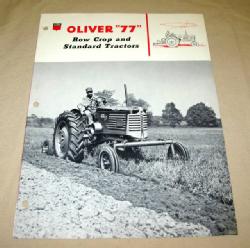 OLIVER "77"
Row Crop and
Standard Tractors